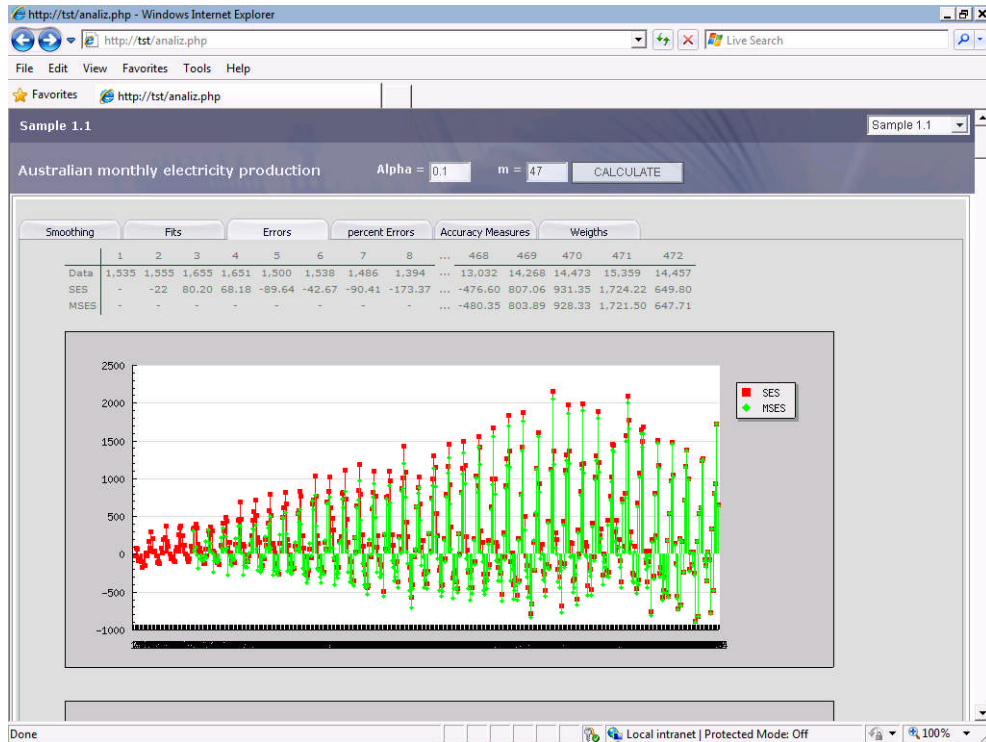 http://tst/analiz.php - Windows Internet Explorer
http://tst/analiz.php
Live Search
File Edit View Favorites Tools Help
Favorites http://tst/analiz.php
Sample 1.1 Sample 1.1
Australian monthly electricity production Alpha = 0.1 m = 47 CALCULATE
Smoothing Fits Errors percent Errors Accuracy Measures Weigths
1 2 3 4 5 6 7 8 ... 468 469 470 471 472
Data 1,535 1,555 1,655 1,651 1,500 1,538 1,486 1,394 ... 13,032 14,268 14,473 15,359 14,457
SES - -22 80.20 68.18 -89.64 -42.67 -90.41 -173.37 ... -476.60 807.06 931.35 1,724.22 649.80
MSES - - - - - - - - ... -480.35 803.89 928.33 1,721.50 647.71
2500
2000
1500
1000
500
0
-500
-1000
SES
MSES
Done Local intranet | Protected Mode: Off 100%